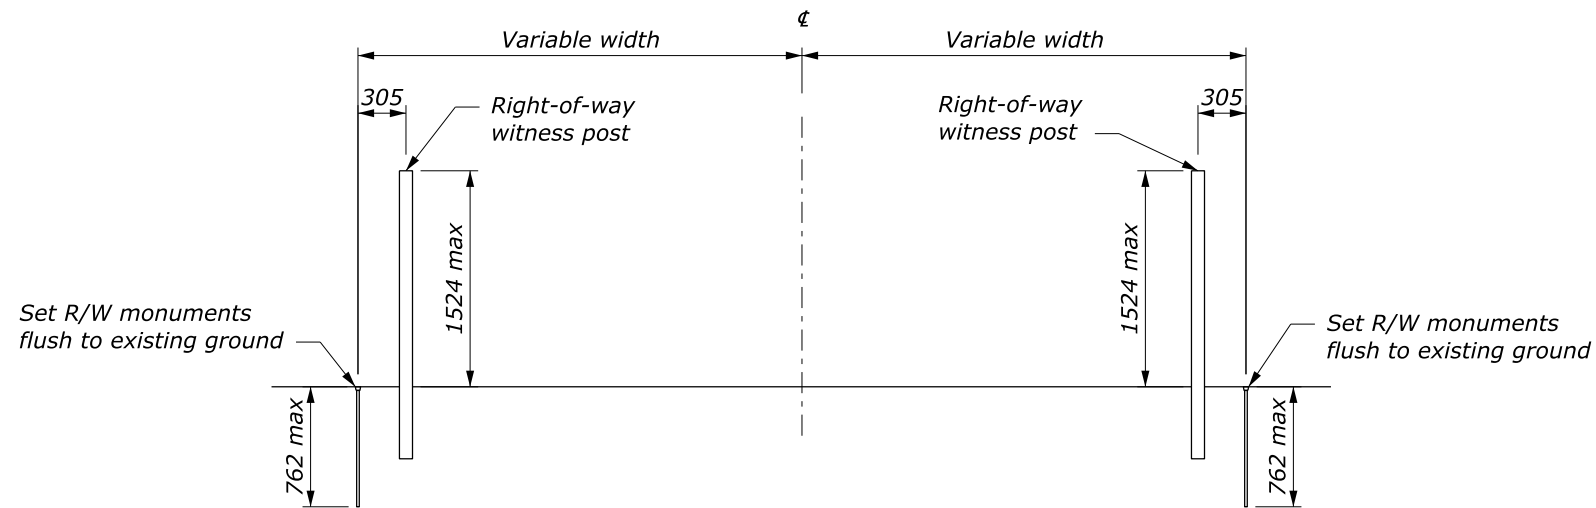 ℄
Variable width
Variable width
305
305
Right-of-way
witness post
Right-of-way
witness post
1524 max
1524 max
Set R/W monuments
flush to existing ground
Set R/W monuments
flush to existing ground
762 max
762 max